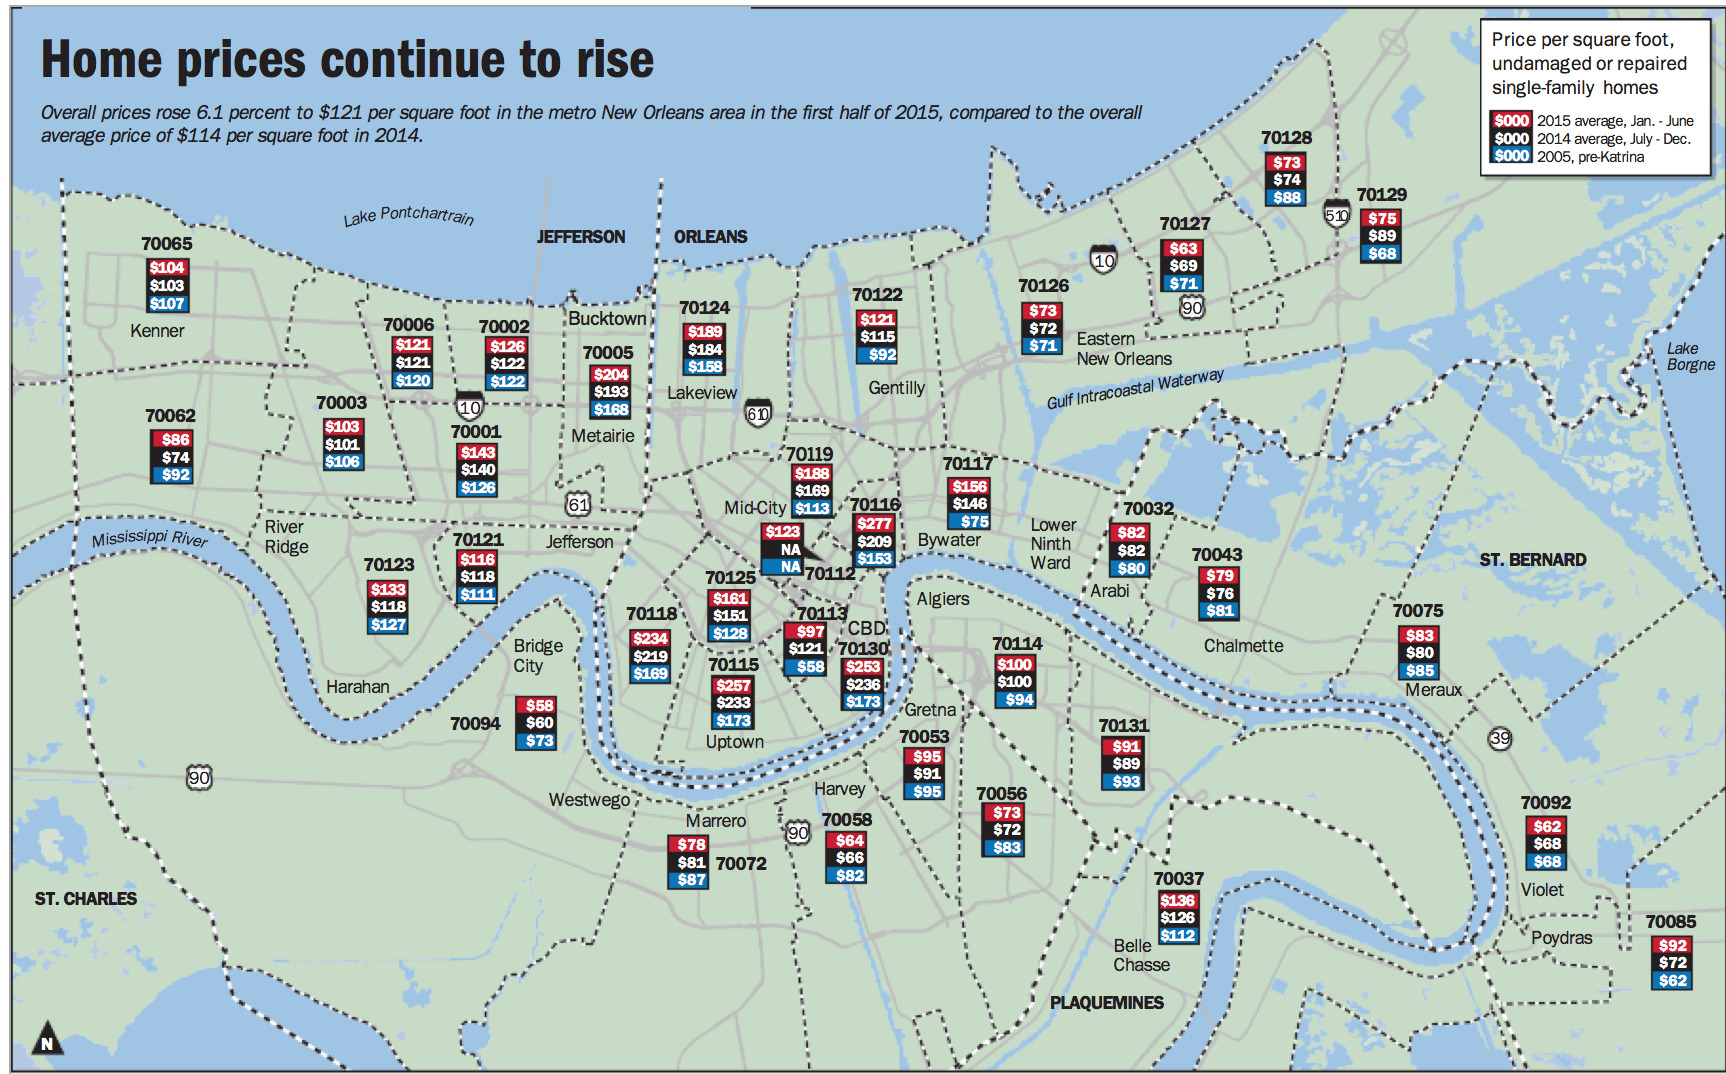 Home prices continue to rise
Overall prices rose 6.1 percent to $121 per square foot in the metro New Orleans area in the first half of 2015, compared to the overall
average price of $114 per square foot in 2014.
Price per square foot,
undamaged or repaired
single-family homes
$000 2015 average, Jan. - June
$000 2014 average, July - Dec.
$000 2005, pre-Katrina
Lake Pontchartrain
JEFFERSON
ORLEANS
70128
$73
$74
$88
510
70129
$75
$89
$68
70127
$63
$69
$71
90
10
70126
$73
$72
$71
Eastern
New Orleans
Gulf Intracoastal Waterway
Lake
Borgne
70065
$104
$103
$107
Kenner
70006
$121
$121
$120
70002
$126
$122
$122
10
Bucktown
70005
$204
$193
$168
Metairie
70124
$189
$184
$158
Lakeview
610
70122
$121
$115
$92
Gentilly
70062
$86
$74
$92
70003
$103
$101
$106
70001
$143
$140
$126
61
70119
$188
$169
$113
Mid-City
$123
NA
NA
70112
70116
$277
$209
$153
70117
$156
$146
$75
Bywater
Lower
Ninth
Ward
70032
$82
$82
$80
Arabi
70043
$79
$76
$81
Chalmette
ST. BERNARD
70075
$83
$80
$85
Meraux
Mississippi River
River
Ridge
70123
$133
$118
$127
Harahan
70121
$116
$118
$111
Jefferson
Bridge
City
70094
$58
$60
$73
70118
$234
$219
$169
70125
$161
$151
$128
70113
$97
$121
$58
CBD
70130
$253
$236
$173
70115
$257
$233
$173
Uptown
Algiers
70114
$100
$100
$94
Gretna
70053
$95
$91
$95
70131
$91
$89
$93
39
90
Westwego
Marrero
$78
$81
$87
70072
90
Harvey
70058
$64
$66
$82
70056
$73
$72
$83
70092
$62
$68
$68
Violet
Poydras
70085
$92
$72
$62
70037
$136
$126
$112
Belle
Chasse
PLAQUEMINES
ST. CHARLES
N